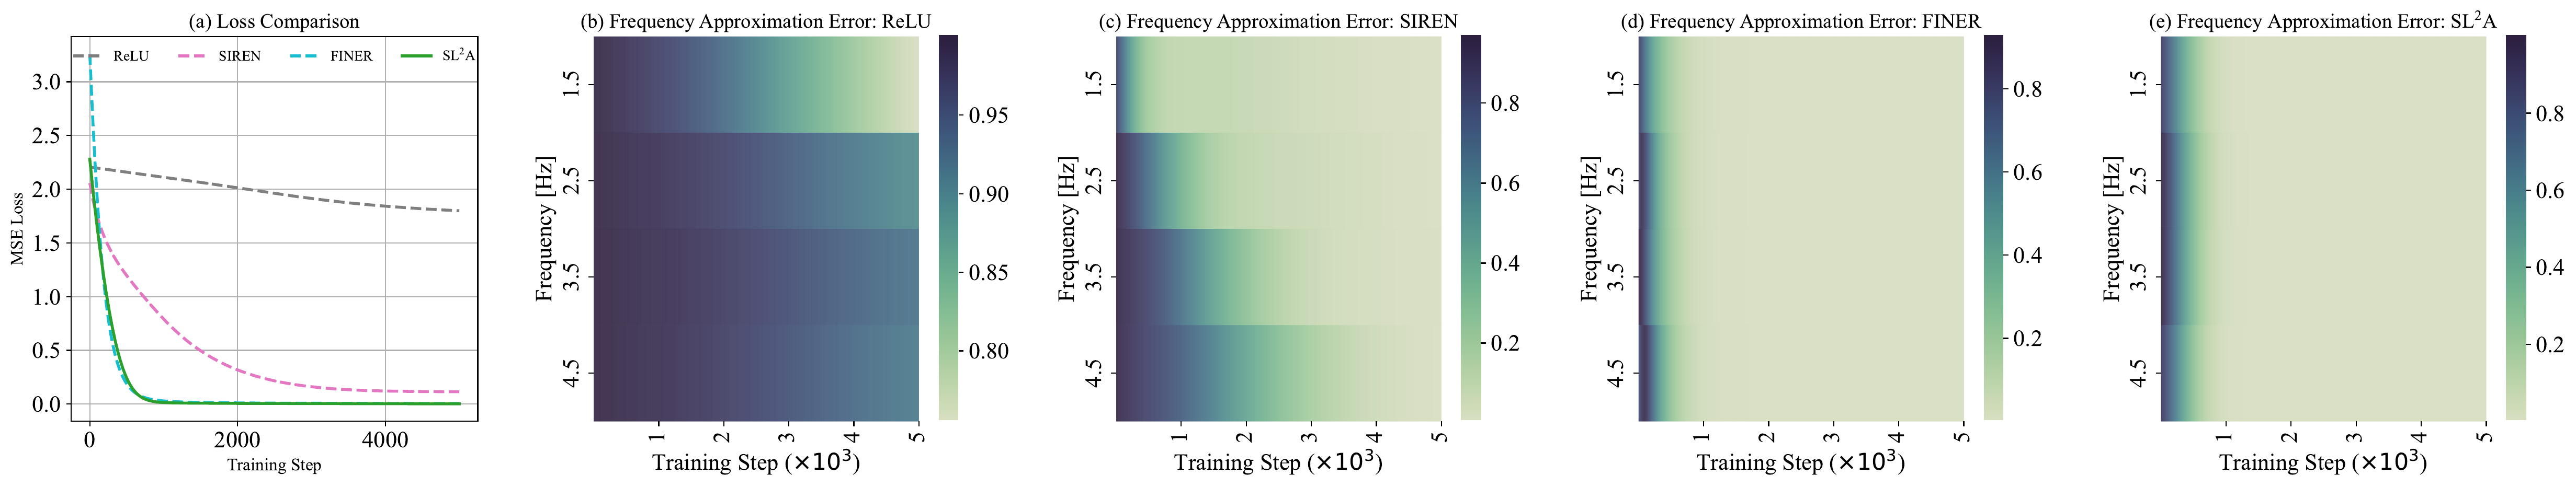 (a) Loss Comparison
ReLU SIREN FINER SL²A
3.0
2.5
2.0
1.5
1.0
0.5
0.0
MSE Loss
0 2000 4000
Training Step
(b) Frequency Approximation Error: ReLU
1.5
2.5
3.5
4.5
Frequency [Hz]
1 2 3 4 5
Training Step (×10³)
0.95
0.90
0.85
0.80
(c) Frequency Approximation Error: SIREN
1.5
2.5
3.5
4.5
Frequency [Hz]
1 2 3 4 5
Training Step (×10³)
0.8
0.6
0.4
0.2
(d) Frequency Approximation Error: FINER
1.5
2.5
3.5
4.5
Frequency [Hz]
1 2 3 4 5
Training Step (×10³)
0.8
0.6
0.4
0.2
(e) Frequency Approximation Error: SL²A
1.5
2.5
3.5
4.5
Frequency [Hz]
1 2 3 4 5
Training Step (×10³)
0.8
0.6
0.4
0.2